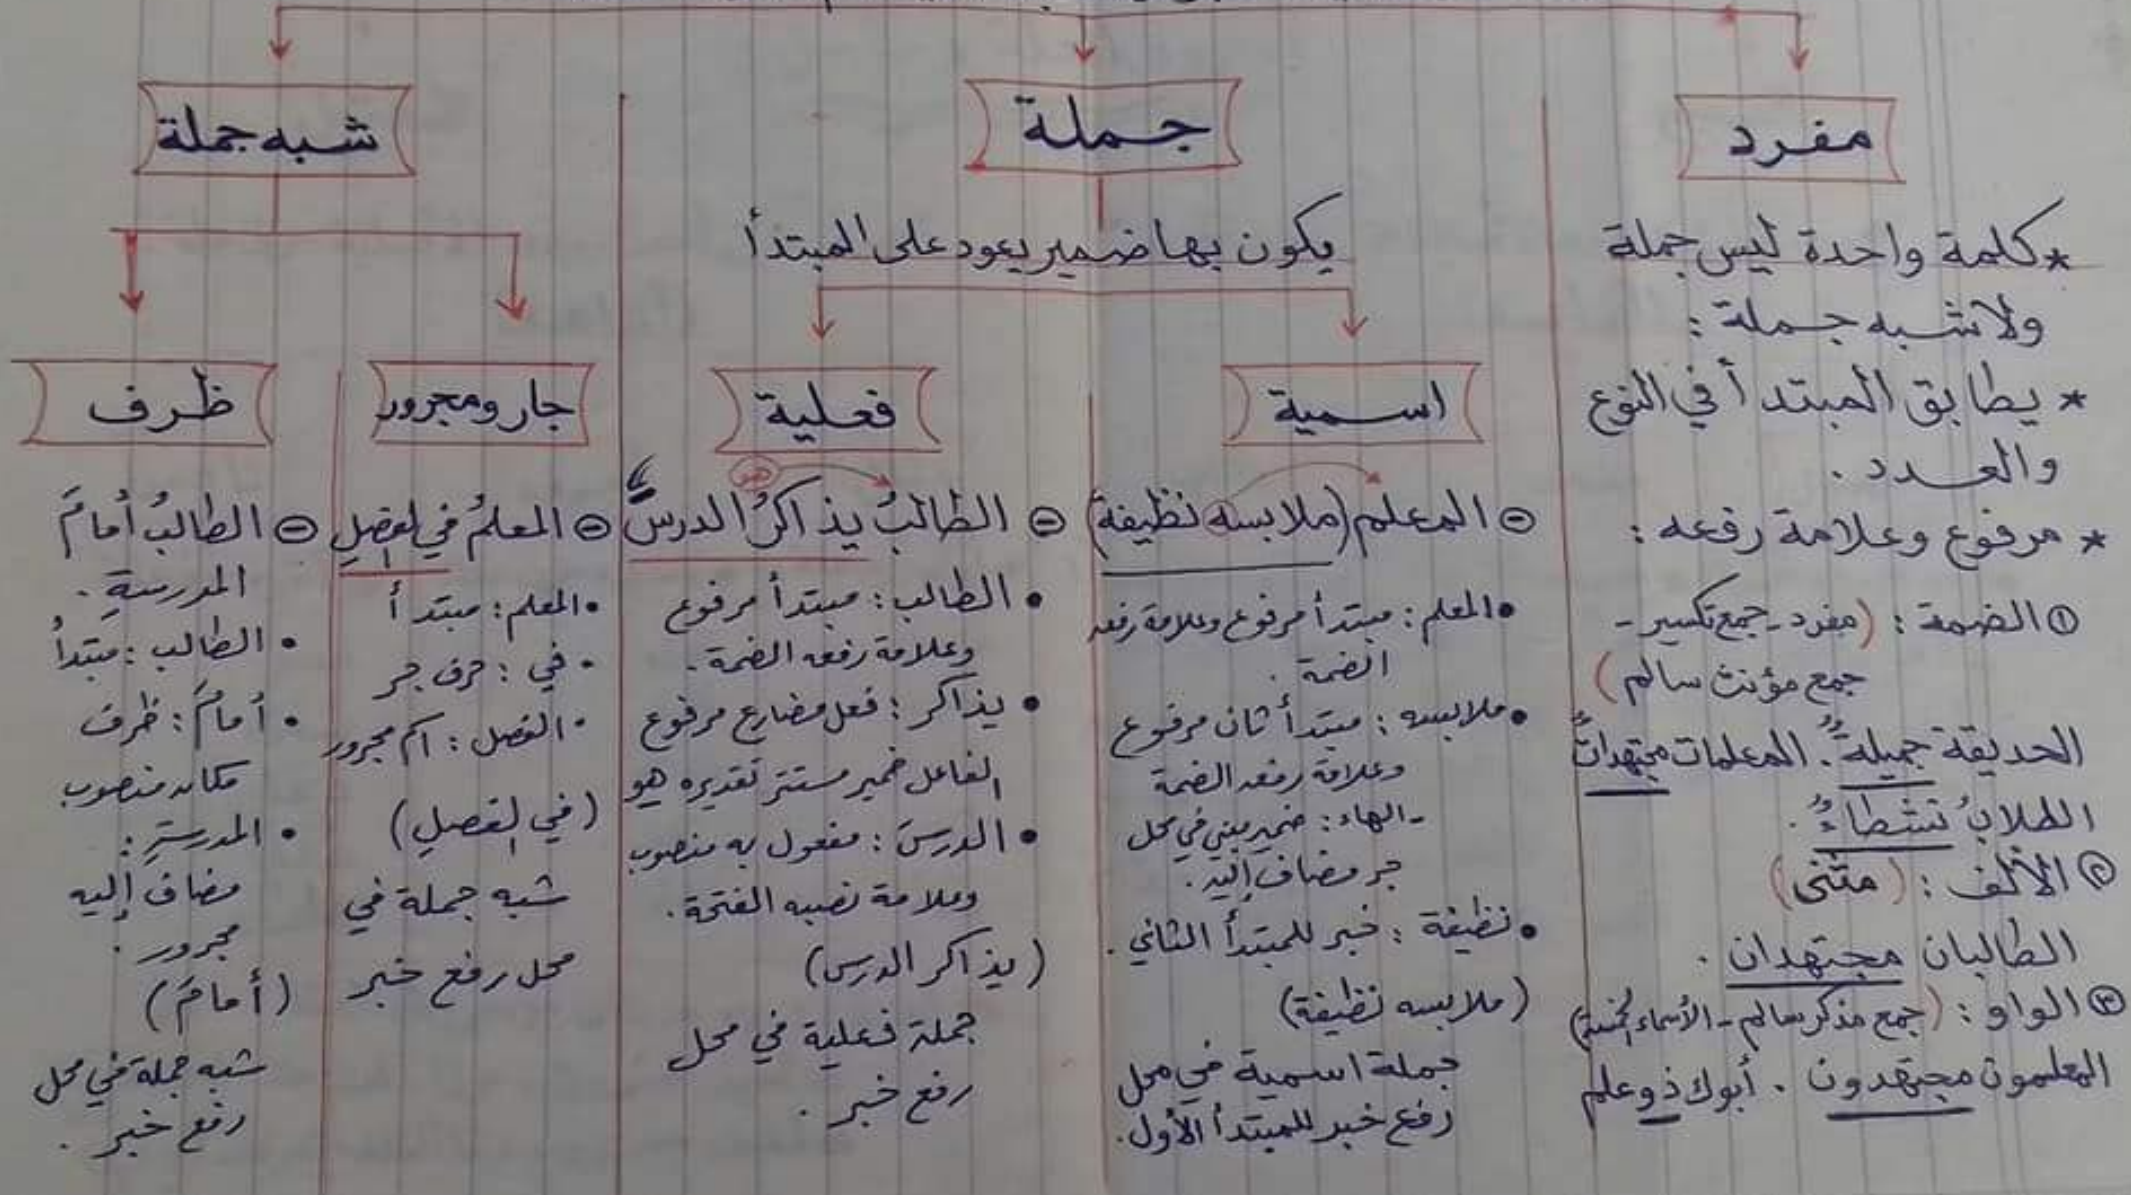 مفرد
*كلمة واحدة ليس جملة
ولا شبه جملة :
* يطابق المبتدأ في النوع
والعدد .
* مرفوع وعلامة رفعه :
① الضمة : (مفرد - جمع تكسير -
جمع مؤنث سالم)
الحديقة جميلةٌ . المعلمات مجتهداتٌ
الطلابُ نشطاءٌ .
② الألف : (مثنى)
الطالبان مجتهدان .
③ الواو : (جمع مذكر سالم - الأسماء الخمسة)
المعلمون مجتهدون . أبوك ذو علم
جملة
يكون بها ضمير يعود على المبتدأ
اسمية
- المعلم (ملابسه نظيفة)
• المعلم : مبتدأ مرفوع وعلامة رفعه
الضمة .
• ملابسه : مبتدأ ثان مرفوع
وعلامة رفعه الضمة
- الهاء : ضمير مبني في محل
جر مضاف إليه .
• نظيفة : خبر للمبتدأ الثاني .
(ملابسه نظيفة)
جملة اسمية في محل
رفع خبر للمبتدأ الأول .
فعلية
هو
- الطالبُ يذاكرُ الدرسَ
• الطالب : مبتدأ مرفوع
وعلامة رفعه الضمة .
• يذاكر : فعل مضارع مرفوع
الفاعل ضمير مستتر تقديره هو
• الدرسَ : مفعول به منصوب
وعلامة نصبه الفتحة .
(يذاكر الدرس)
جملة فعلية في محل
رفع خبر .
شبه جملة
جار ومجرور
- المعلمُ في الفصلِ
• المعلم : مبتدأ
• في : حرف جر
• الفصل : اسم مجرور
(في الفصلِ)
شبه جملة في
محل رفع خبر
ظرف
- الطالبُ أمامَ
المدرسةِ .
• الطالب : مبتدأُ
• أمامَ : ظرف
مكان منصوب
• المدرسةِ :
مضاف إليه
مجرور .
(أمامَ)
شبه جملة في محل
رفع خبر .